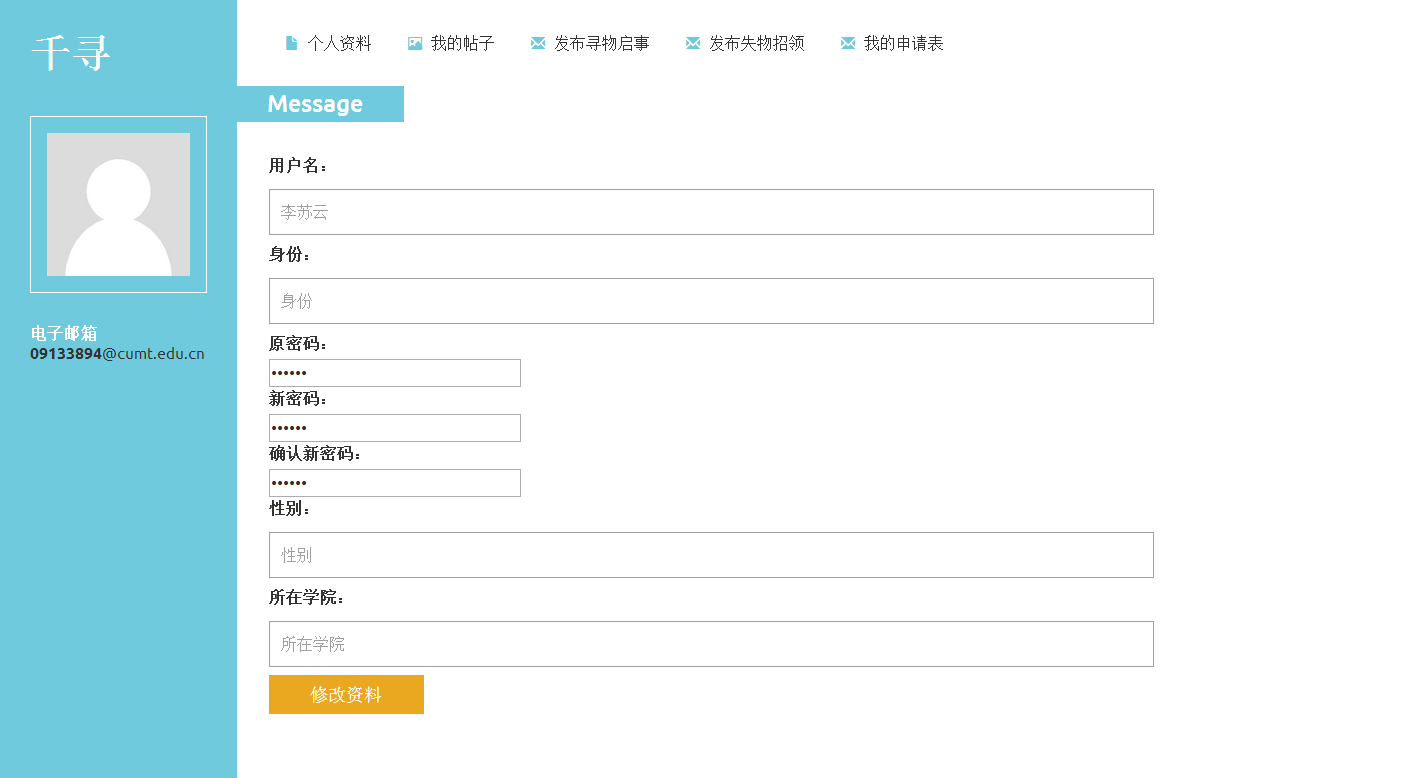 千寻
个人资料 我的帖子 发布寻物启事 发布失物招领 我的申请表
Message
电子邮箱
09133894@cumt.edu.cn
用户名：
李苏云
身份：
身份
原密码：
••••••
新密码：
••••••
确认新密码：
••••••
性别：
性别
所在学院：
所在学院
修改资料